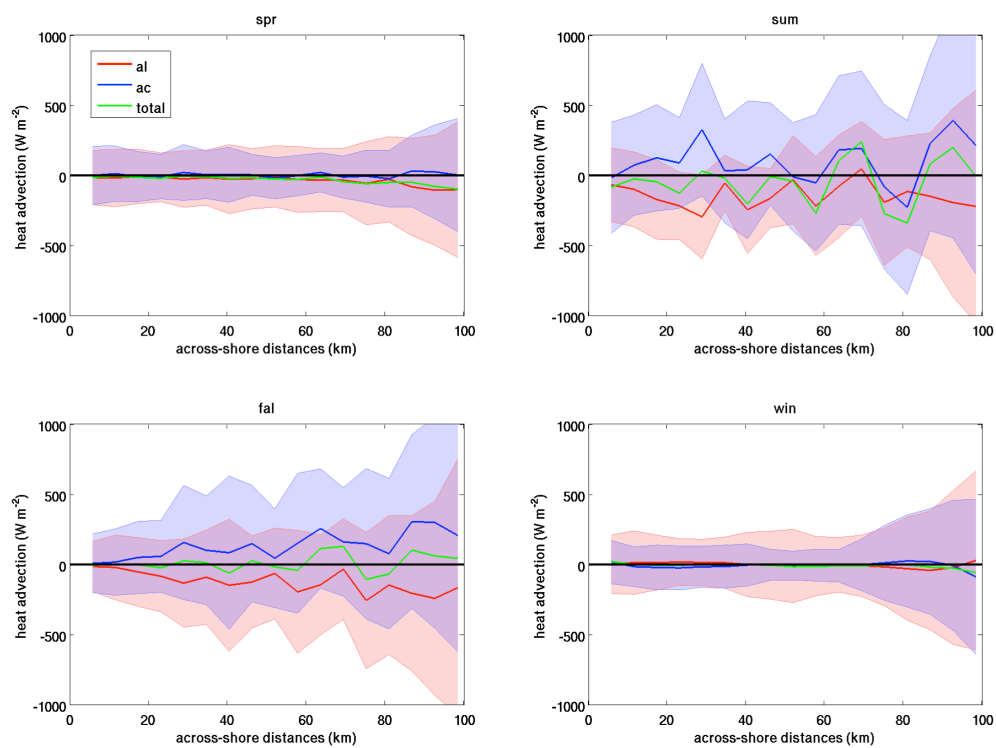 spr
1000
500
0
-500
-1000
heat advection (W m⁻²)
al
ac
total
0 20 40 60 80 100
across-shore distances (km)
sum
1000
500
0
-500
-1000
heat advection (W m⁻²)
0 20 40 60 80 100
across-shore distances (km)
fal
1000
500
0
-500
-1000
heat advection (W m⁻²)
0 20 40 60 80 100
across-shore distances (km)
win
1000
500
0
-500
-1000
heat advection (W m⁻²)
0 20 40 60 80 100
across-shore distances (km)